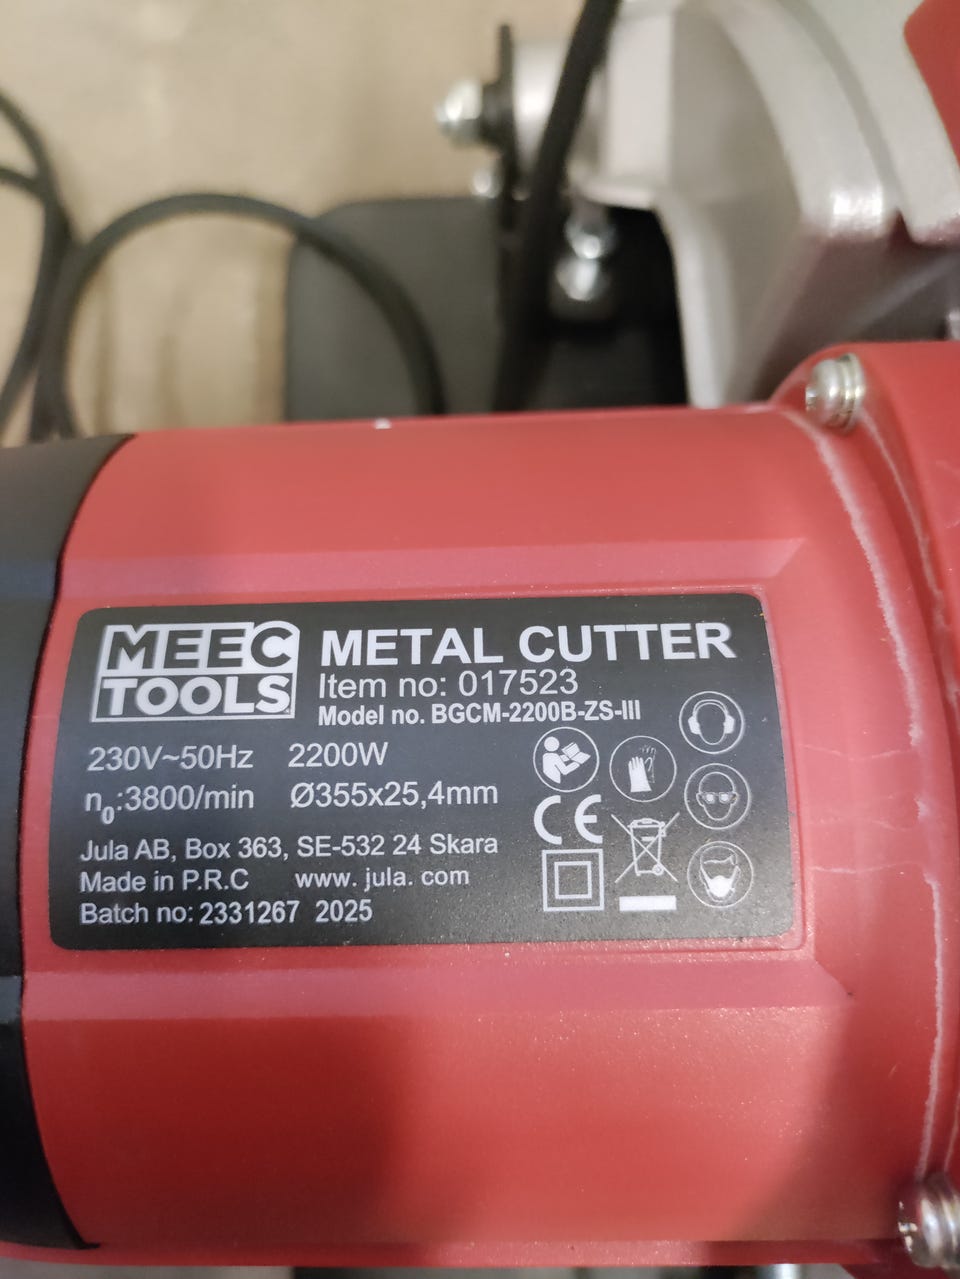 MEEC
TOOLS
METAL CUTTER
Item no: 017523
Model no. BGCM-2200B-ZS-III
230V~50Hz 2200W
n₀:3800/min Ø355x25,4mm
Jula AB, Box 363, SE-532 24 Skara
Made in P.R.C www. jula. com
Batch no: 2331267 2025
CE